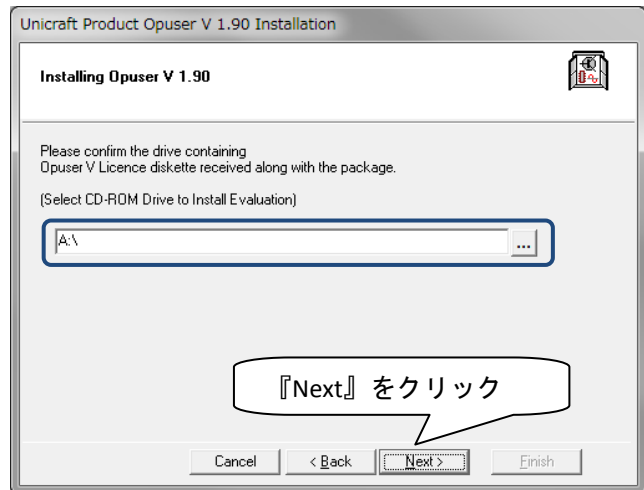 Unicraft Product Opuser V 1.90 Installation
Installing Opuser V 1.90
Please confirm the drive containing
Opuser V Licence diskette received along with the package.
(Select CD-ROM Drive to Install Evaluation)
A:\
...
『Next』をクリック
Cancel
< Back
Next >
Finish